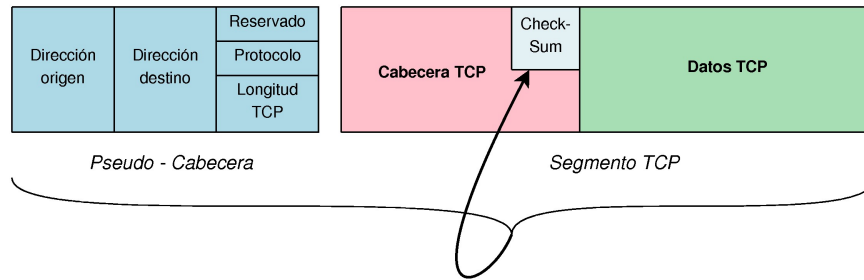 Dirección
origen
Dirección
destino
Reservado
Protocolo
Longitud
TCP
Cabecera TCP
Check-
Sum
Datos TCP
Pseudo - Cabecera
Segmento TCP